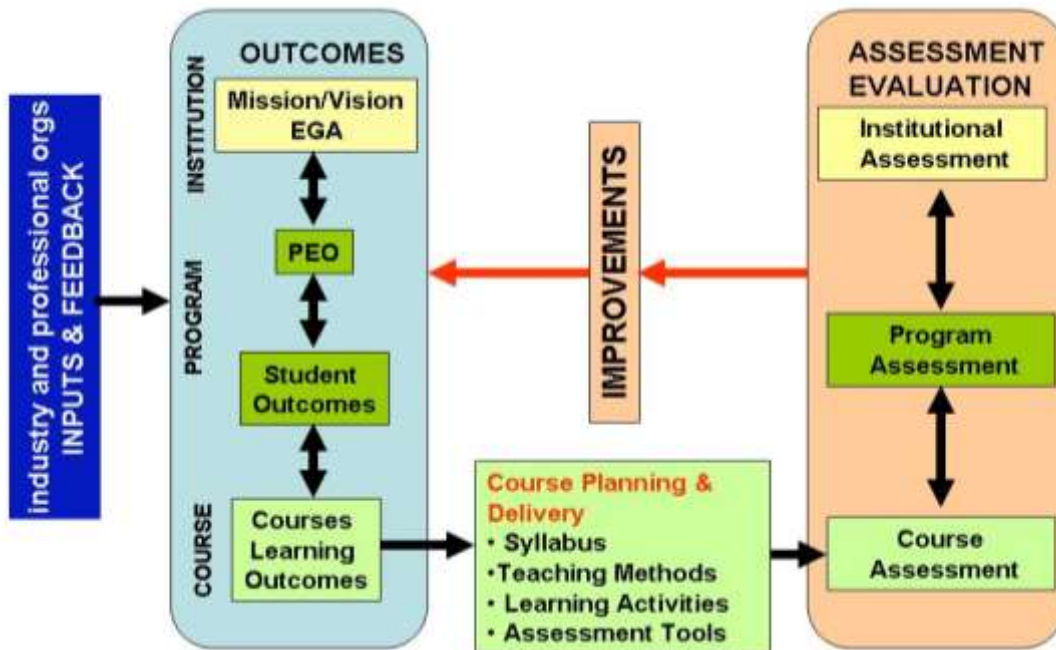 industry and professional orgs
INPUTS & FEEDBACK
OUTCOMES
INSTITUTION
Mission/Vision
EGA
PROGRAM
PEO
Student
Outcomes
COURSE
Courses
Learning
Outcomes
Course Planning &
Delivery
• Syllabus
•Teaching Methods
• Learning Activities
• Assessment Tools
IMPROVEMENTS
ASSESSMENT
EVALUATION
Institutional
Assessment
Program
Assessment
Course
Assessment